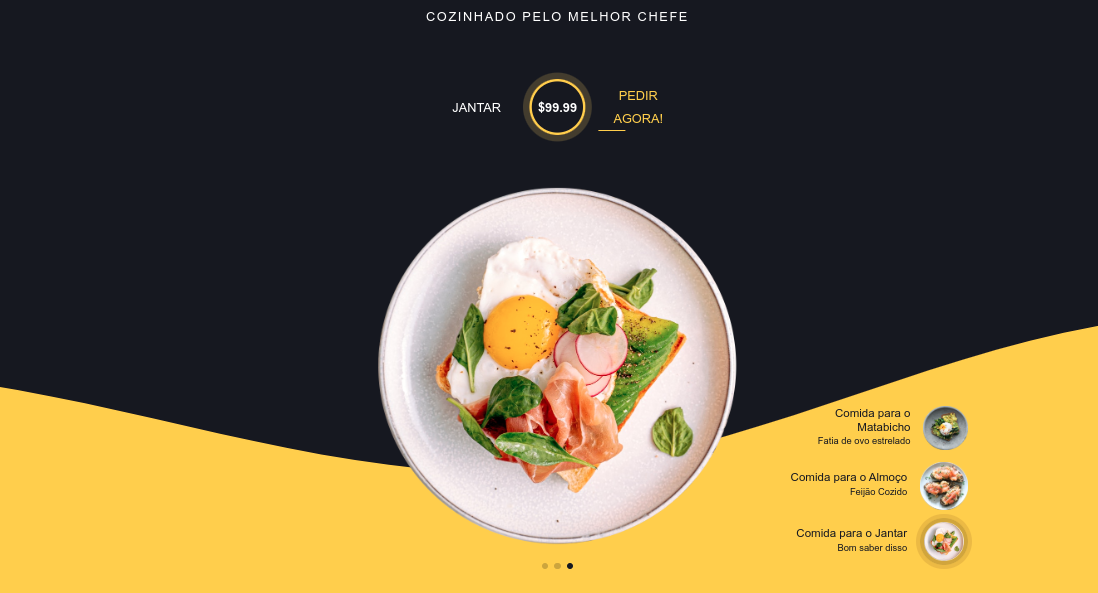 COZINHADO PELO MELHOR CHEFE
JANTAR
$99.99
PEDIR
AGORA!
Comida para o
Matabicho
Fatia de ovo estrelado
Comida para o Almoço
Feijão Cozido
Comida para o Jantar
Bom saber disso